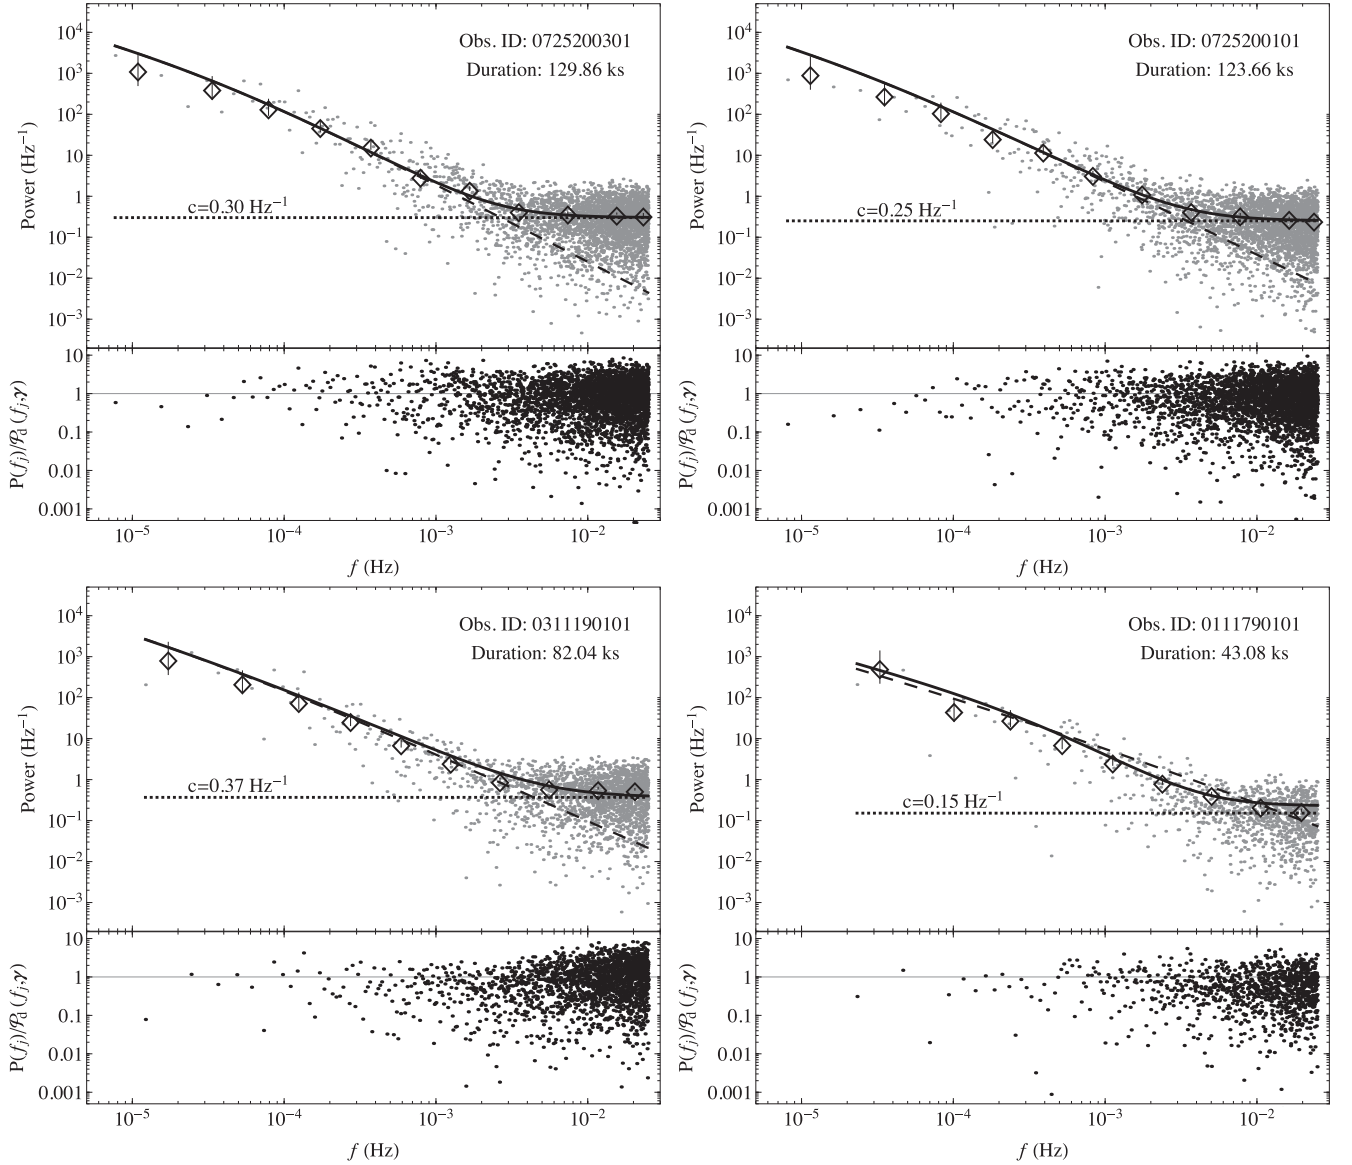 Obs. ID: 0725200301
Duration: 129.86 ks
c=0.30 Hz⁻¹
Power (Hz⁻¹)
10⁴
10³
10²
10
1
10⁻¹
10⁻²
10⁻³
P(fⱼ)/𝒫d (fⱼ;γ)
10
1
0.1
0.01
0.001
10⁻⁵ 10⁻⁴ 10⁻³ 10⁻²
f (Hz)
Obs. ID: 0725200101
Duration: 123.66 ks
c=0.25 Hz⁻¹
Power (Hz⁻¹)
10⁴
10³
10²
10
1
10⁻¹
10⁻²
10⁻³
P(fⱼ)/𝒫d (fⱼ;γ)
10
1
0.1
0.01
0.001
10⁻⁵ 10⁻⁴ 10⁻³ 10⁻²
f (Hz)
Obs. ID: 0311190101
Duration: 82.04 ks
c=0.37 Hz⁻¹
Power (Hz⁻¹)
10⁴
10³
10²
10
1
10⁻¹
10⁻²
10⁻³
P(fⱼ)/𝒫d (fⱼ;γ)
10
1
0.1
0.01
0.001
10⁻⁵ 10⁻⁴ 10⁻³ 10⁻²
f (Hz)
Obs. ID: 0111790101
Duration: 43.08 ks
c=0.15 Hz⁻¹
Power (Hz⁻¹)
10⁴
10³
10²
10
1
10⁻¹
10⁻²
10⁻³
P(fⱼ)/𝒫d (fⱼ;γ)
10
1
0.1
0.01
0.001
10⁻⁵ 10⁻⁴ 10⁻³ 10⁻²
f (Hz)